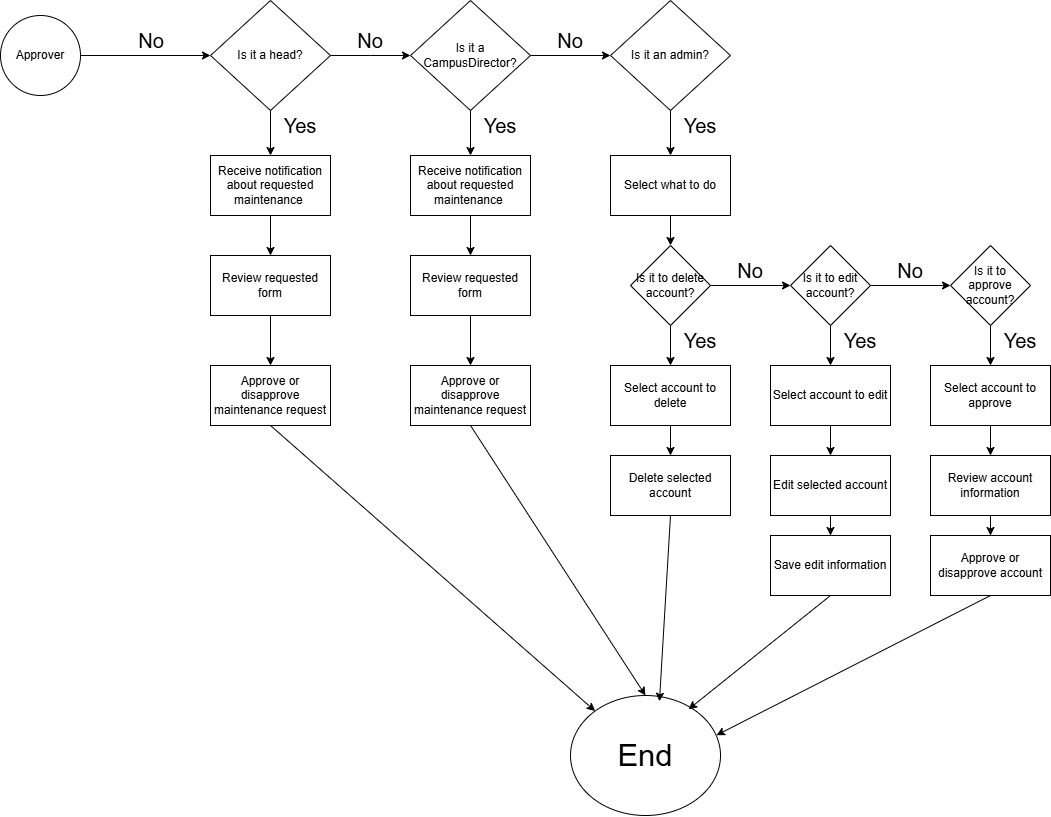 Approver
No
Is it a head?
No
Is it a
CampusDirector?
No
Is it an admin?
Yes
Yes
Yes
Receive notification
about requested
maintenance
Receive notification
about requested
maintenance
Select what to do
Review requested
form
Review requested
form
Is it to delete
account?
No
Is it to edit
account?
No
Is it to
approve
account?
Yes
Yes
Yes
Approve or
disapprove
maintenance request
Approve or
disapprove
maintenance request
Select account to
delete
Select account to edit
Select account to
approve
Delete selected
account
Edit selected account
Review account
information
Save edit information
Approve or
disapprove account
End